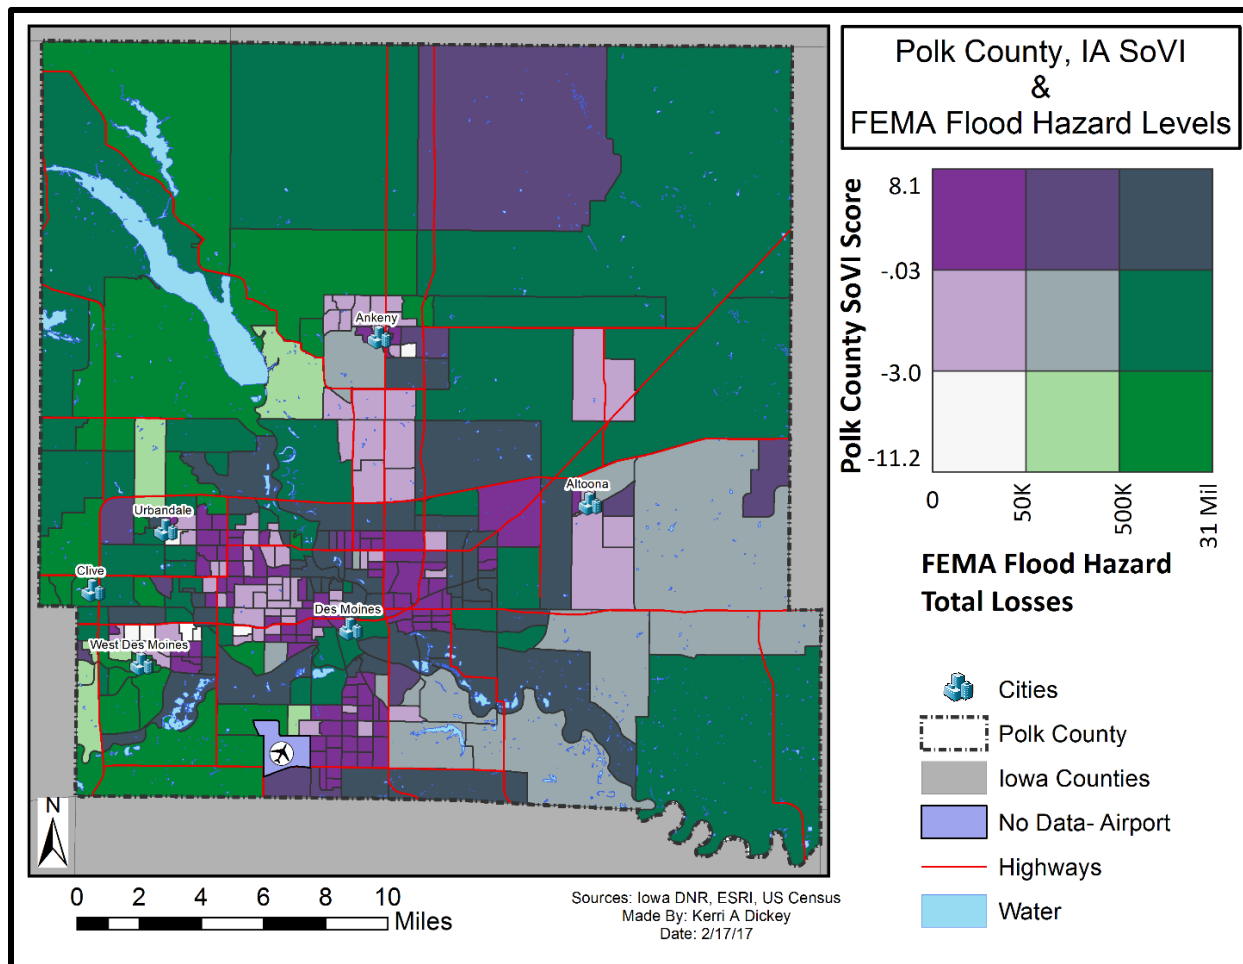 Polk County, IA SoVI
&
FEMA Flood Hazard Levels
Ankeny
Altoona
Urbandale
Clive
Des Moines
West Des Moines
N
0 2 4 6 8 10
Miles
Sources: Iowa DNR, ESRI, US Census
Made By: Kerri A Dickey
Date: 2/17/17
Polk County SoVI Score
8.1
-.03
-3.0
-11.2
0
50K
500K
31 Mil
FEMA Flood Hazard
Total Losses
Cities
Polk County
Iowa Counties
No Data- Airport
Highways
Water